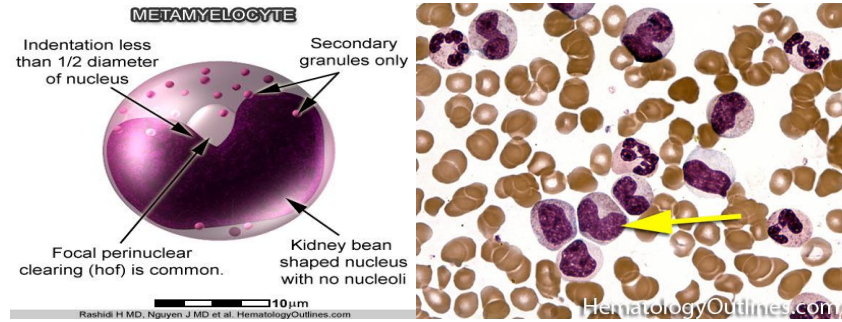 METAMYELOCYTE
Indentation less
than 1/2 diameter
of nucleus
Secondary
granules only
Focal perinuclear
clearing (hof) is common.
Kidney bean
shaped nucleus
with no nucleoli
10μm
Rashidi H MD, Nguyen J MD et al. HematologyOutlines.com
HematologyOutlines.com